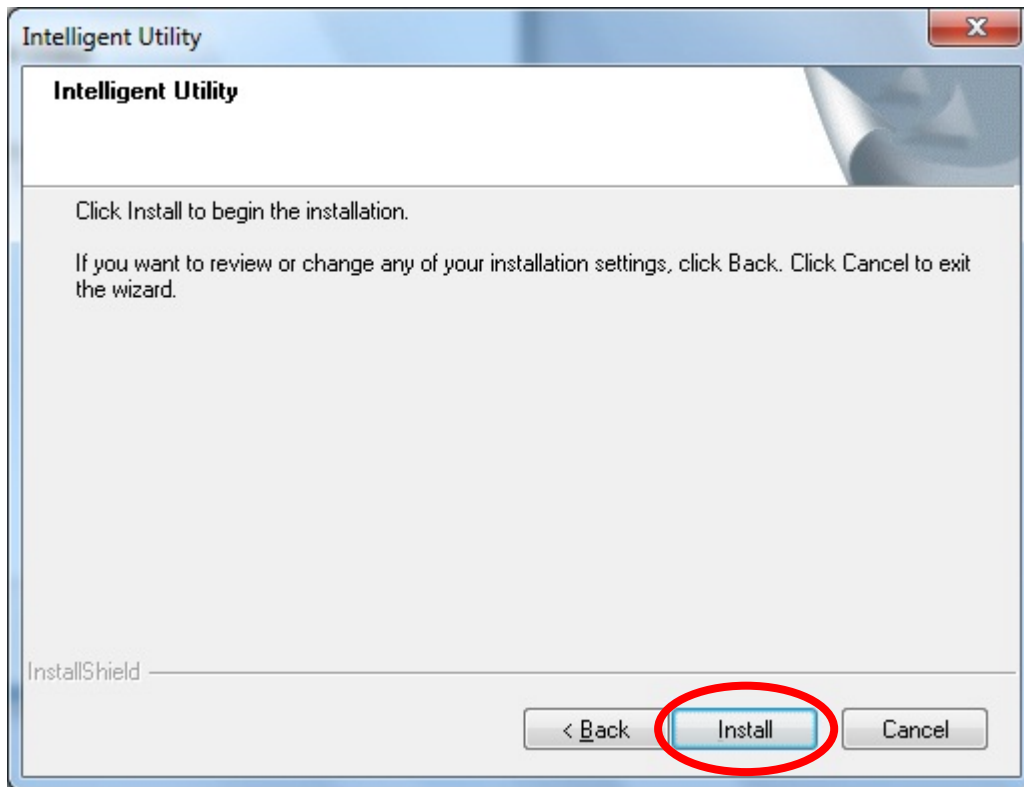 Intelligent Utility
X
Intelligent Utility
Click Install to begin the installation.
If you want to review or change any of your installation settings, click Back. Click Cancel to exit
the wizard.
InstallShield
< Back
Install
Cancel